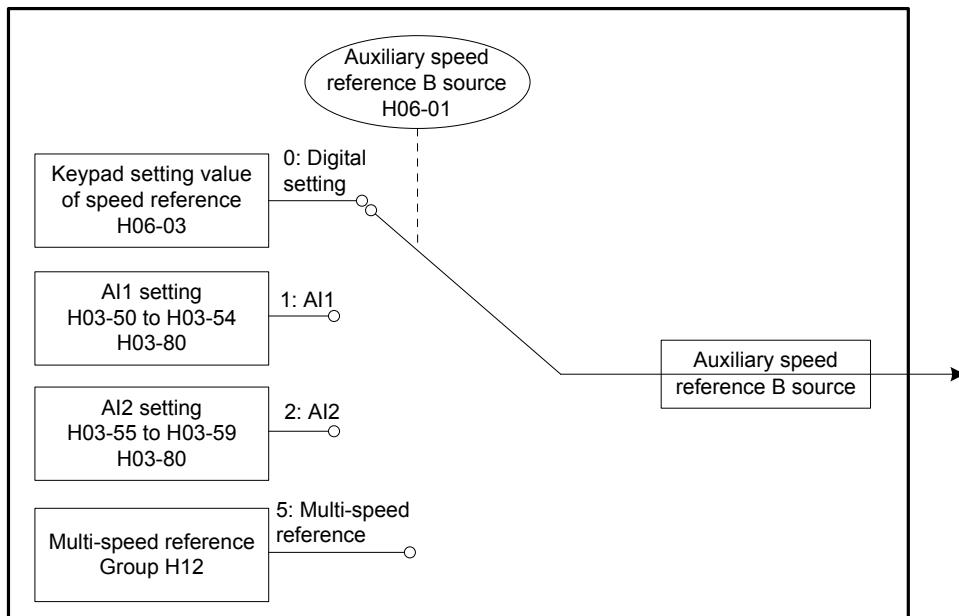 Auxiliary speed
reference B source
H06-01
0: Digital
setting
Keypad setting value
of speed reference
H06-03
AI1 setting
H03-50 to H03-54
H03-80
1: AI1
Auxiliary speed
reference B source
AI2 setting
H03-55 to H03-59
H03-80
2: AI2
5: Multi-speed
reference
Multi-speed reference
Group H12